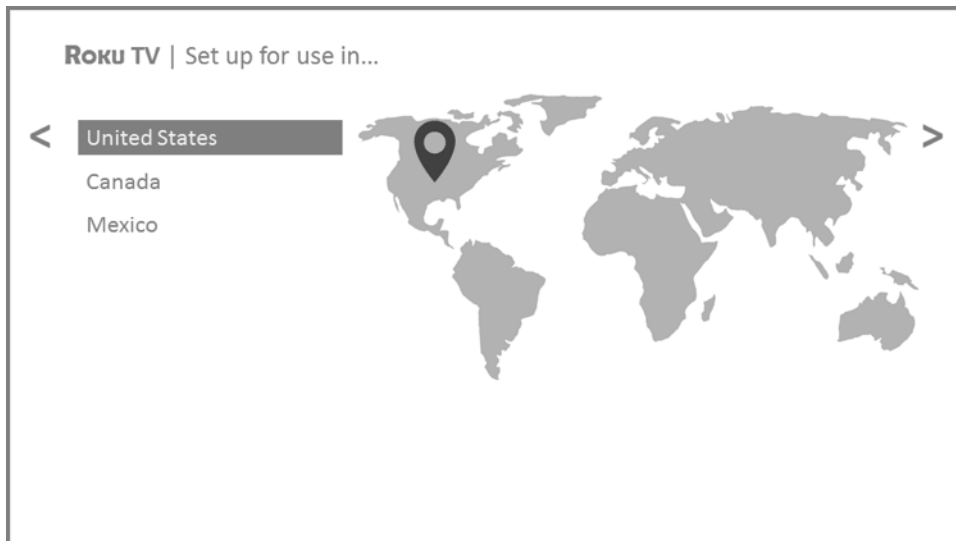 ROKU TV | Set up for use in...
< United States >
Canada
Mexico